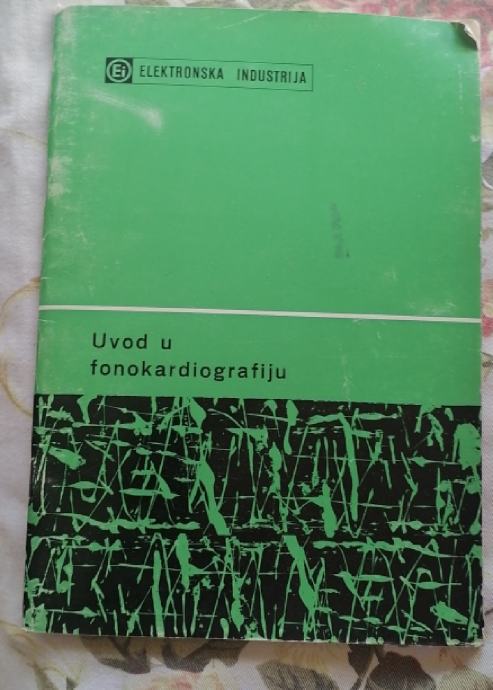 Ei ELEKTRONSKA INDUSTRIJA
Uvod u
fonokardiografiju